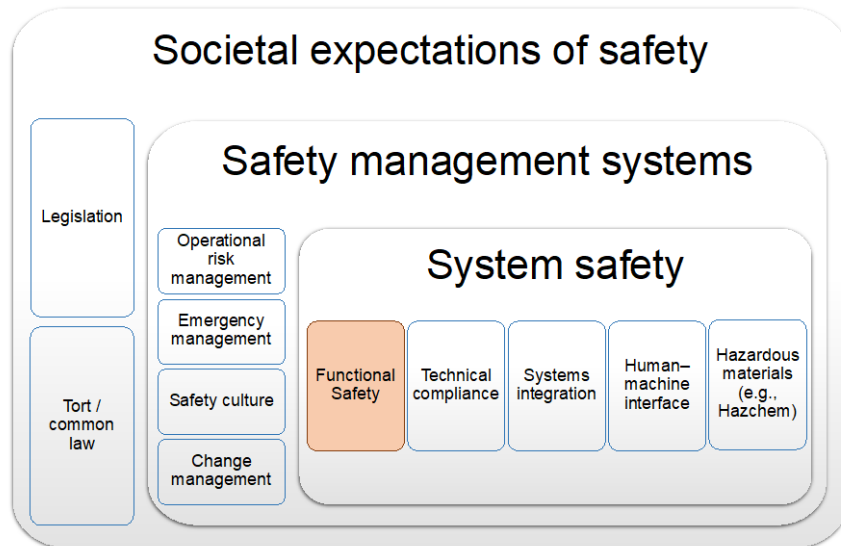 Societal expectations of safety
Safety management systems
Legislation
Operational
risk
management
System safety
Emergency
management
Functional
Safety
Technical
compliance
Systems
integration
Human–
machine
interface
Hazardous
materials
(e.g.,
Hazchem)
Tort /
common
law
Safety culture
Change
management